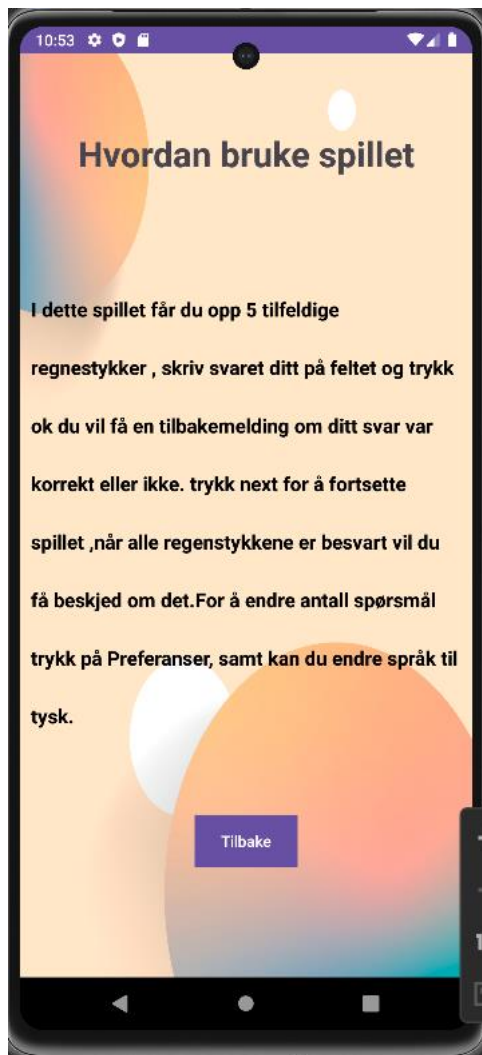 10:53
Hvordan bruke spillet
I dette spillet får du opp 5 tilfeldige
regnestykker , skriv svaret ditt på feltet og trykk
ok du vil få en tilbakemelding om ditt svar var
korrekt eller ikke. trykk next for å fortsette
spillet ,når alle regenstykkene er besvart vil du
få beskjed om det.For å endre antall spørsmål
trykk på Preferanser, samt kan du endre språk til
tysk.
Tilbake